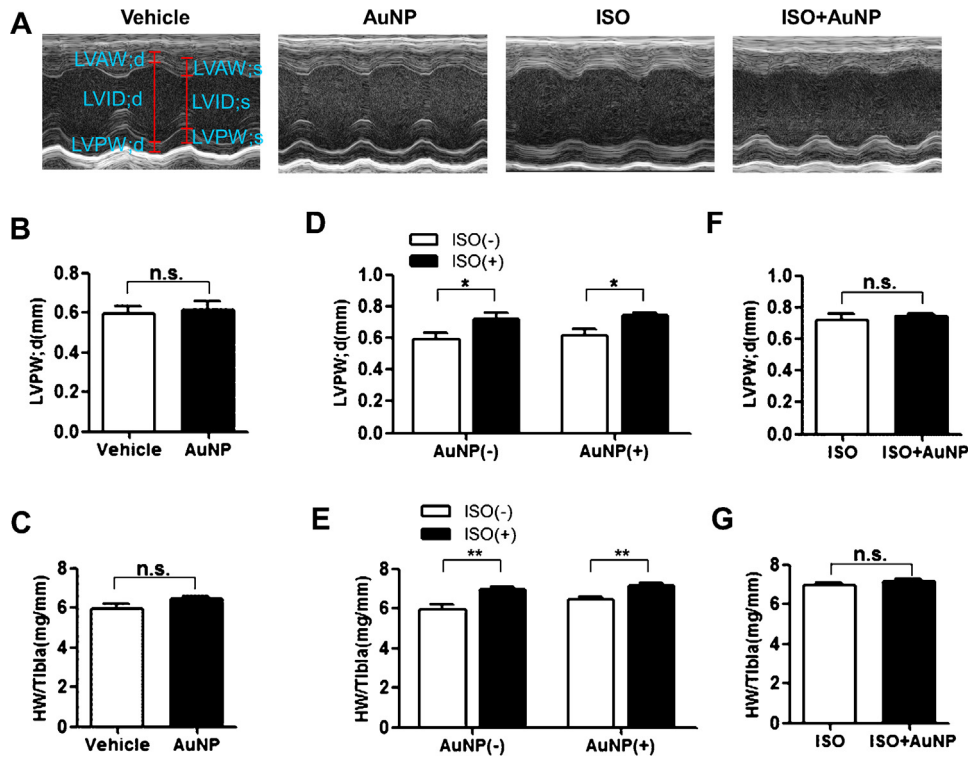 A
Vehicle
AuNP
ISO
ISO+AuNP
LVAW;d
LVAW;s
LVID;d
LVID;s
LVPW;d
LVPW;s
B
n.s.
LVPW;d(mm)
0.8
0.6
0.4
0.2
0.0
Vehicle
AuNP
D
ISO(-)
ISO(+)
*
*
LVPW;d(mm)
1.0
0.8
0.6
0.4
0.2
0.0
AuNP(-)
AuNP(+)
F
n.s.
LVPW;d(mm)
1.0
0.8
0.6
0.4
0.2
0.0
ISO
ISO+AuNP
C
n.s.
HW/TIbla(mg/mm)
8
6
4
2
0
Vehicle
AuNP
E
ISO(-)
ISO(+)
**
**
HW/TIbla(mg/mm)
8
6
4
2
0
AuNP(-)
AuNP(+)
G
n.s.
HW/TIbla(mg/mm)
8
6
4
2
0
ISO
ISO+AuNP